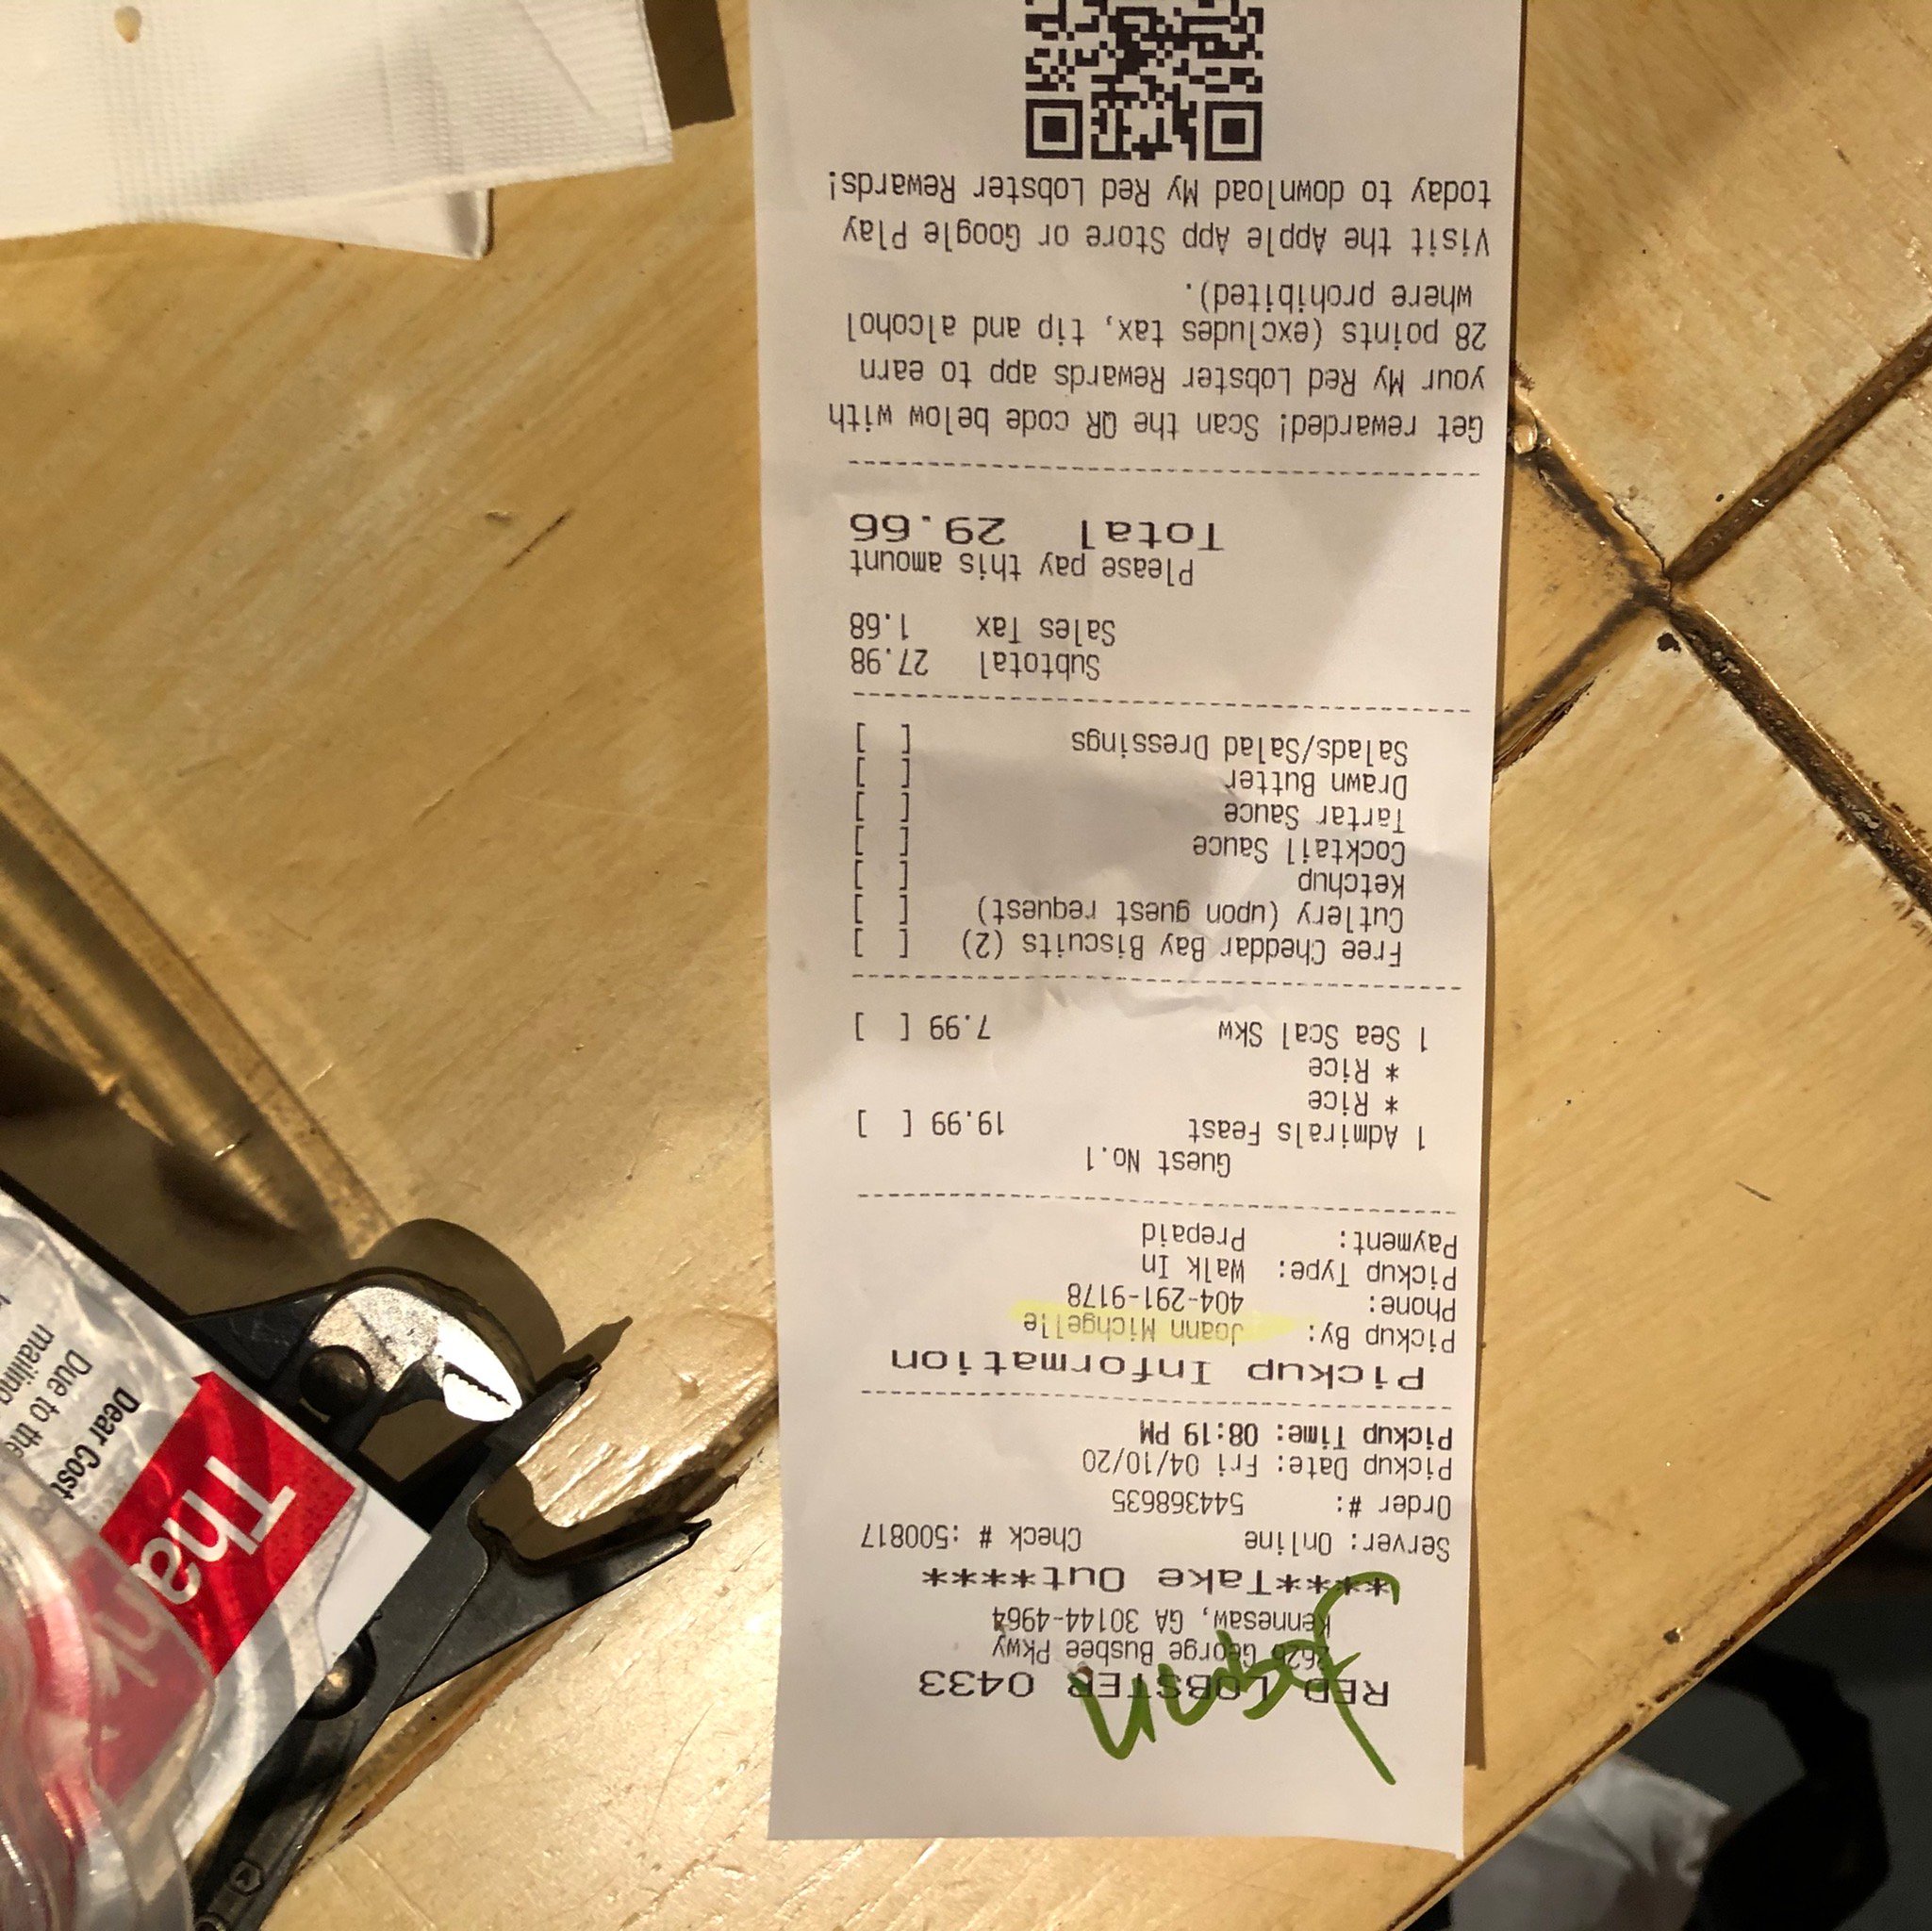 Joann
RED LOBSTER 0433
2626 George Busbee Pkwy
Kennesaw, GA 30144-4964
****Take Out****
Server: Online Check # :500817
Order #: 544368635
Pickup Date: Fri 04/10/20
Pickup Time: 08:19 PM
Pickup Information
Pickup By: Joann Michgelle
Phone: 404-291-9178
Pickup Type: Walk In
Payment: Prepaid
Guest No.1
1 Admirals Feast 19.99 [ ]
* Rice
* Rice
1 Sea Scal Skw 7.99 [ ]
Free Cheddar Bay Biscuits (2) [ ]
Cutlery (upon guest request) [ ]
Ketchup [ ]
Cocktail Sauce [ ]
Tartar Sauce [ ]
Drawn Butter [ ]
Salads/Salad Dressings [ ]
Subtotal 27.98
Sales Tax 1.68
Please pay this amount
Total 29.66
Get rewarded! Scan the QR code below with
your My Red Lobster Rewards app to earn
28 points (excludes tax, tip and alcohol
where prohibited).
Visit the Apple App Store or Google Play
today to download My Red Lobster Rewards!
Thank
Dear Cost
Due to the
mailing